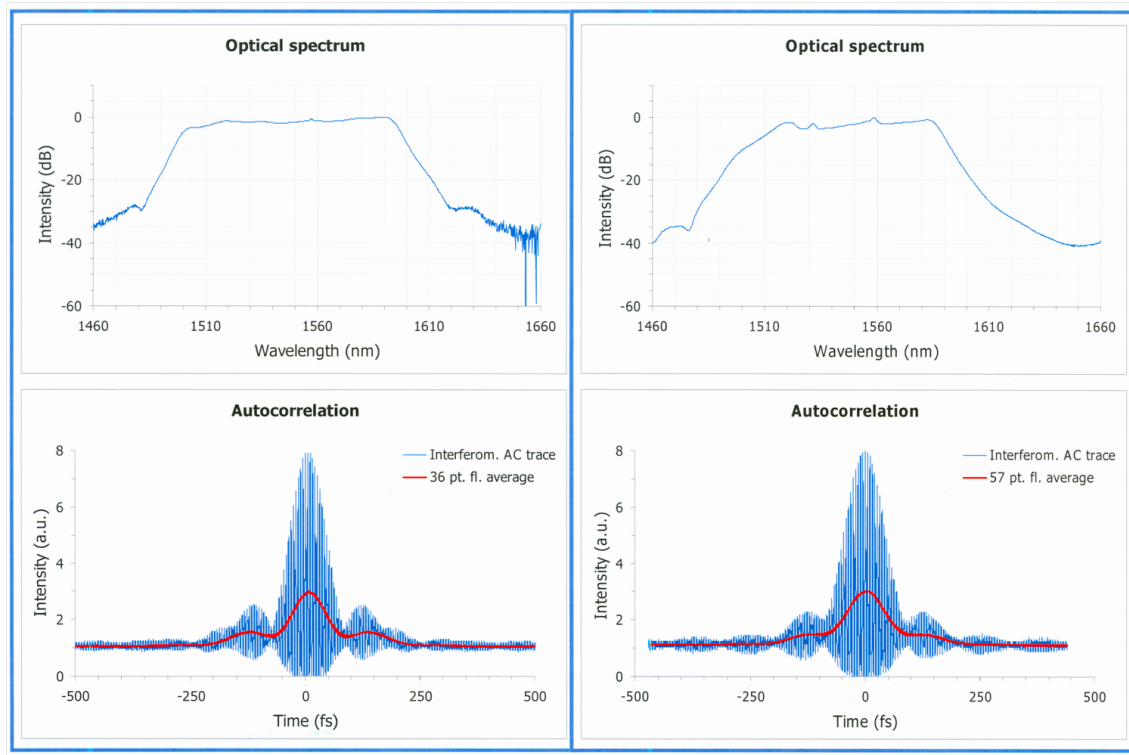 Optical spectrum
Intensity (dB)
0
-20
-40
-60
1460 1510 1560 1610 1660
Wavelength (nm)
Optical spectrum
Intensity (dB)
0
-20
-40
-60
1460 1510 1560 1610 1660
Wavelength (nm)
Autocorrelation
Interferom. AC trace
36 pt. fl. average
Intensity (a.u.)
8
6
4
2
0
-500 -250 0 250 500
Time (fs)
Autocorrelation
Interferom. AC trace
57 pt. fl. average
Intensity (a.u.)
8
6
4
2
0
-500 -250 0 250 500
Time (fs)